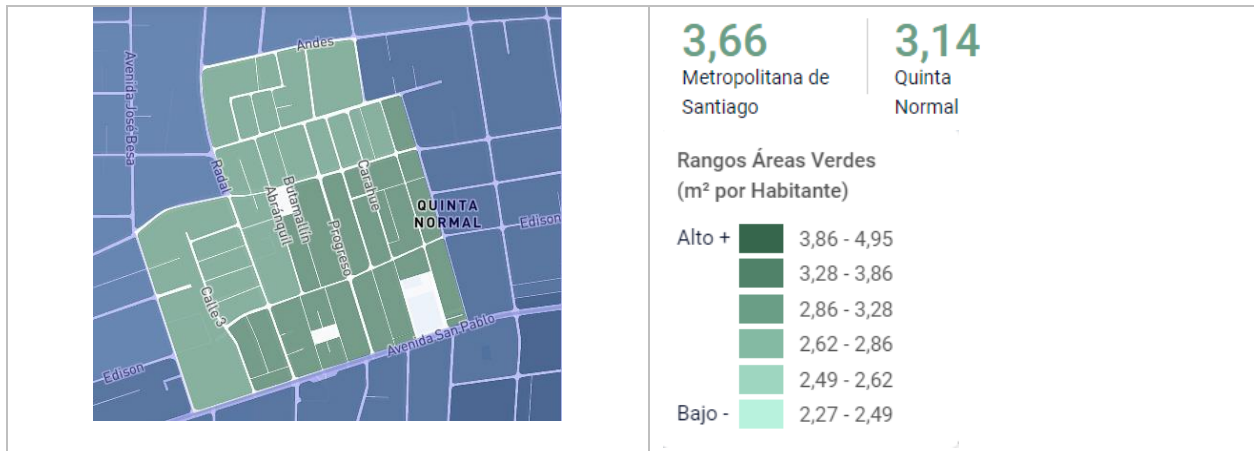 Andes
Avenida José Besa
Radal
Carahue
Butamallín
Abránquil
QUINTA
NORMAL
Edison
Progreso
Calle 3
Avenida San Pablo
Edison
3,66
Metropolitana de
Santiago
3,14
Quinta
Normal
Rangos Áreas Verdes
(m² por Habitante)
Alto +
3,86 - 4,95
3,28 - 3,86
2,86 - 3,28
2,62 - 2,86
2,49 - 2,62
Bajo -
2,27 - 2,49